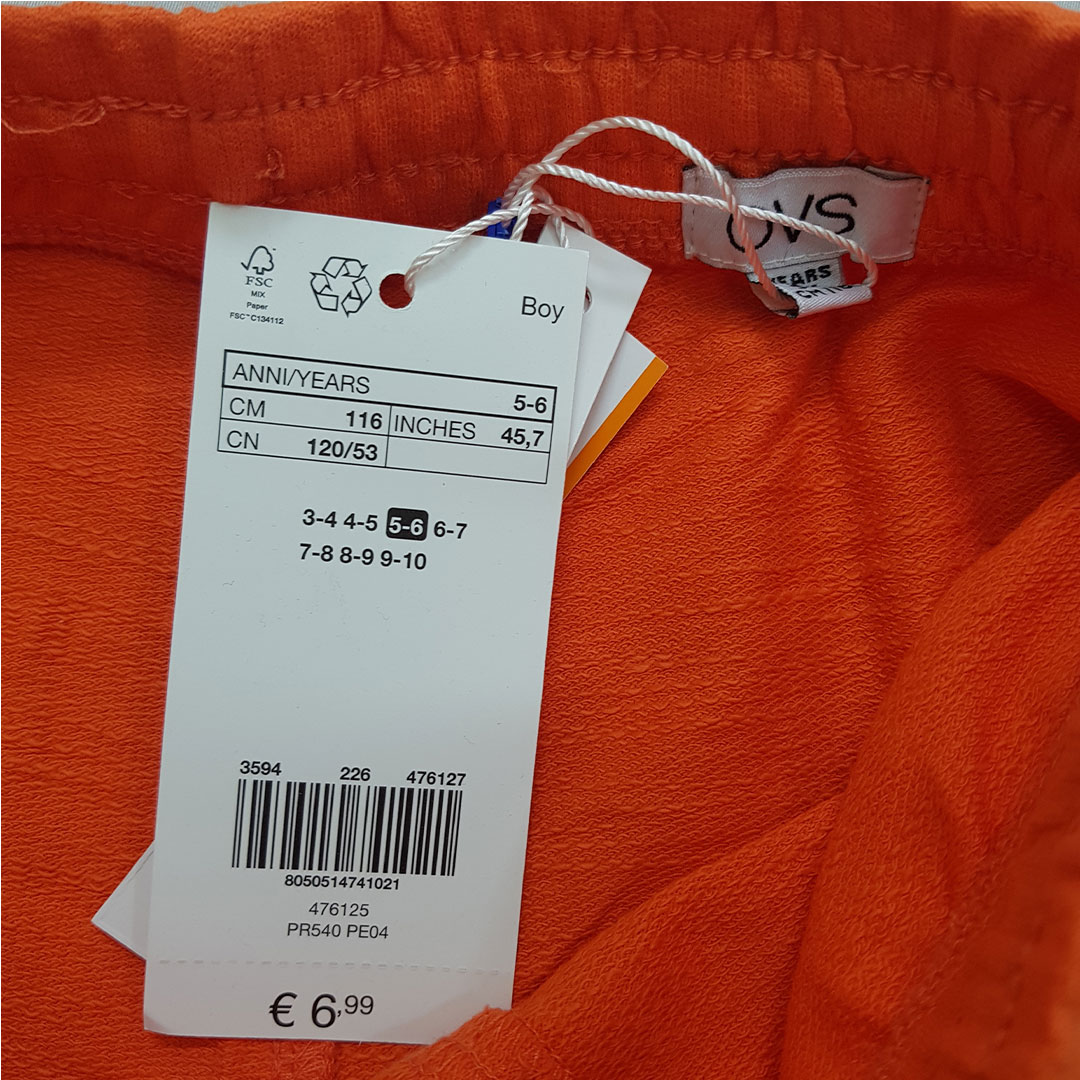 OVS
YEARS
FSC
MIX
Paper
FSC™ C134112
Boy
ANNI/YEARS 5-6
CM 116 INCHES 45,7
CN 120/53
3-4 4-5 5-6 6-7
7-8 8-9 9-10
3594 226 476127
8050514741021
476125
PR540 PE04
€ 6,99